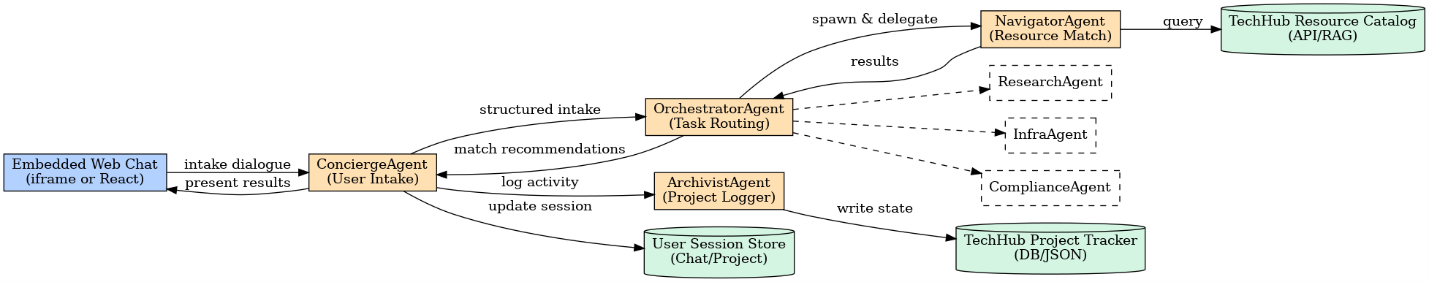 spawn & delegate
NavigatorAgent
(Resource Match)
query
TechHub Resource Catalog
(API/RAG)
results
ResearchAgent
structured intake
OrchestratorAgent
(Task Routing)
InfraAgent
match recommendations
Embedded Web Chat
(iframe or React)
intake dialogue
present results
ConciergeAgent
(User Intake)
log activity
ArchivistAgent
(Project Logger)
ComplianceAgent
update session
write state
User Session Store
(Chat/Project)
TechHub Project Tracker
(DB/JSON)